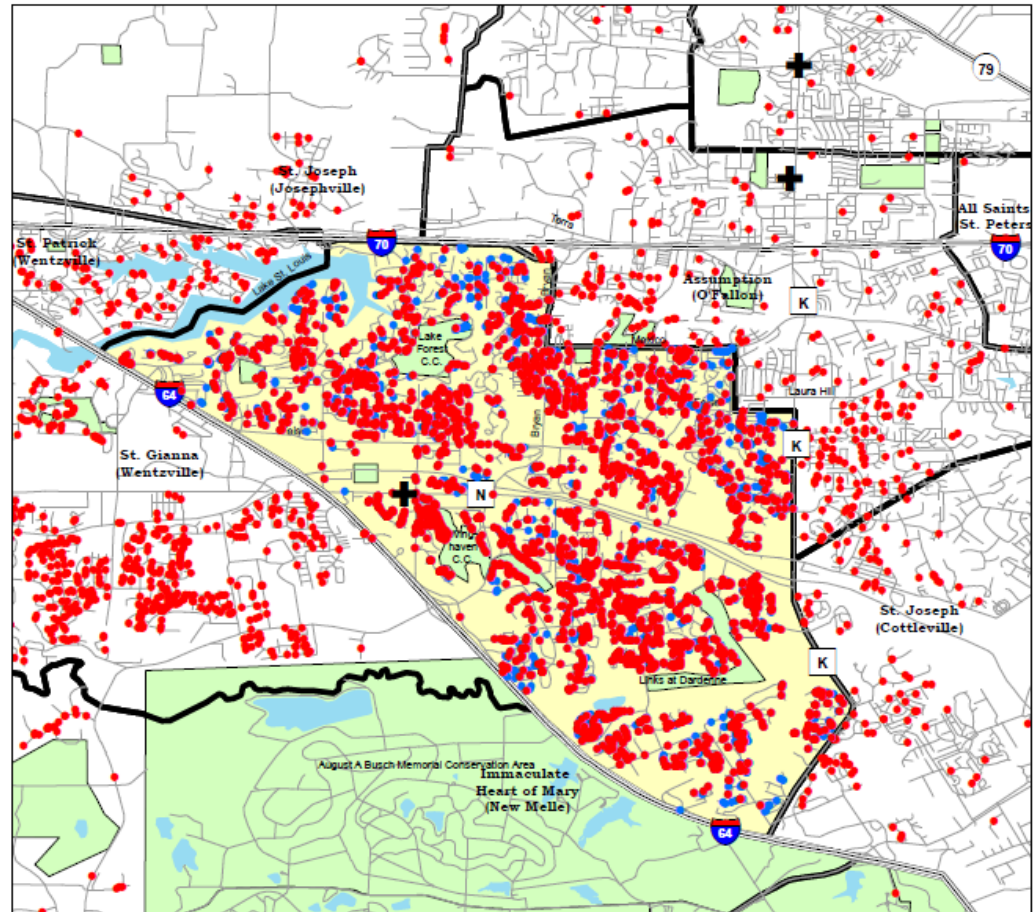 79
St. Joseph
(Josephville)
Terra
All Saints
St. Peters
70
70
St. Patrick
(Wentzville)
Lake St. Louis
Assumption
(O'Fallon)
K
Lake
Forest
C.C.
64
Laura Hill
Bryan
K
St. Gianna
(Wentzville)
N
haven
C.C.
St. Joseph
(Cottleville)
K
Links at Dardenne
August A Busch Memorial Conservation Area
Immaculate
Heart of Mary
(New Melle)
64